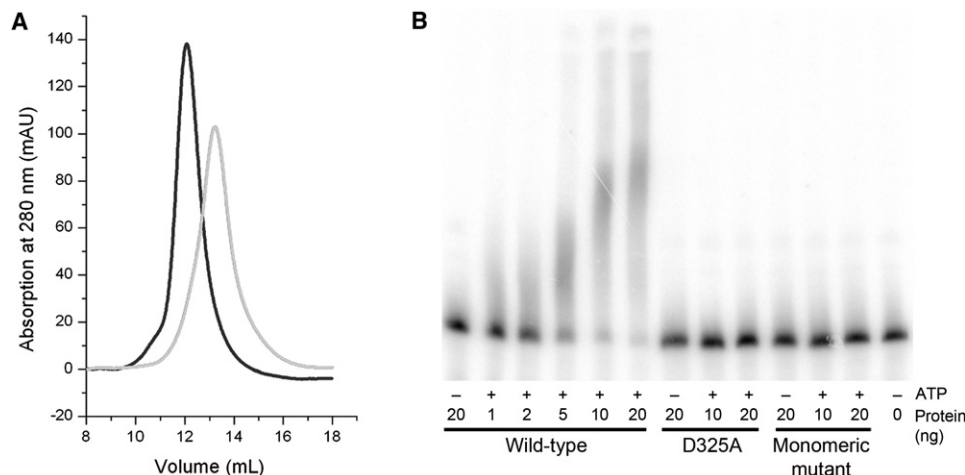 A
Absorption at 280 nm (mAU)
140
120
100
80
60
40
20
0
-20
8 10 12 14 16 18
Volume (mL)
B
– + + + + + – + + – + + – ATP
20 1 2 5 10 20 20 10 20 20 10 20 0 Protein
(ng)
Wild-type D325A Monomeric
mutant